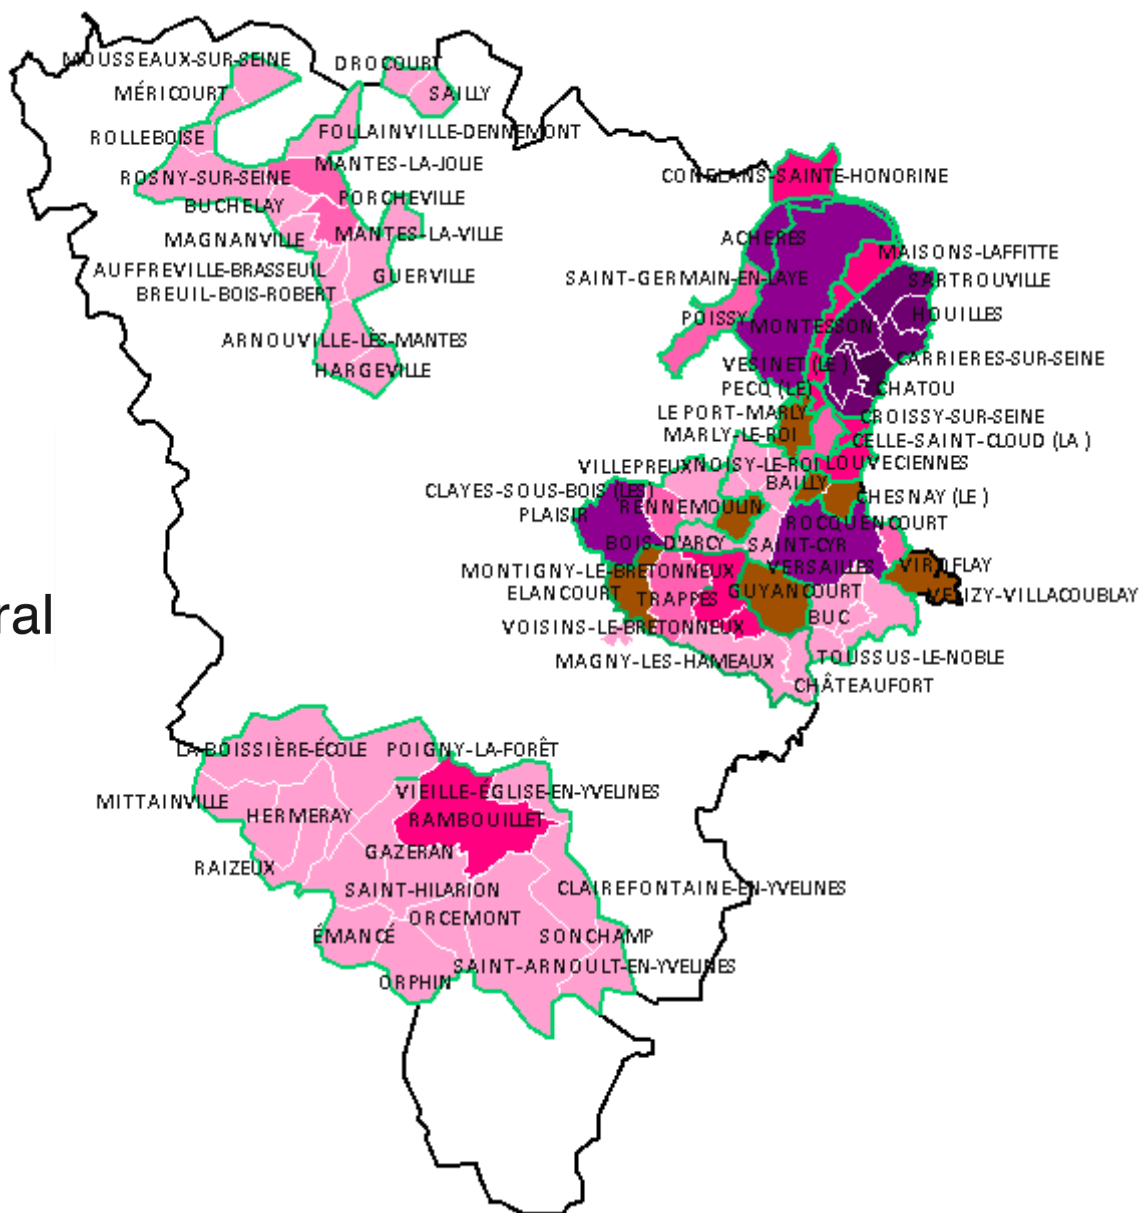 MOUSSEAUX-SUR-SEINE
DROCOURT
MÉRICOURT
SAILLY
ROLLEBOISE
FOLLAINVILLE-DENNEMONT
MANTES-LA-JOLIE
ROSNY-SUR-SEINE
CONFLANS-SAINTE-HONORINE
PORCHEVILLE
BUCHELAY
MAGNANVILLE
MANTES-LA-VILLE
ACHERES
MAISONS-LAFFITTE
AUFFREVILLE-BRASSEUIL
GUERVILLE
SAINT-GERMAIN-EN-LAYE
SARTROUVILLE
BREUIL-BOIS-ROBERT
POISSY
MONTESSON
HOUILLES
ARNOUVILLE-LÈS-MANTES
HARGEVILLE
VESINET (LE )
CARRIERES-SUR-SEINE
PECQ (LE)
CHATOU
LE PORT-MARLY
CROISSY-SUR-SEINE
MARLY-LE-ROI
CELLE-SAINT-CLOUD (LA )
VILLEPREUX
NOISY-LE-ROI
LOUVECIENNES
BAILLY
CLAYES-SOUS-BOIS (LES)
CHESNAY (LE )
PLAISIR
RENNEMOULIN
ROCQUENCOURT
BOIS-D'ARCY
SAINT-CYR
VERSAILLES
VIROFLAY
MONTIGNY-LE-BRETONNEUX
ELANCOURT
TRAPPES
GUYANCOURT
VELIZY-VILLACOUBLAY
ral
BUC
VOISINS-LE-BRETONNEUX
MAGNY-LES-HAMEAUX
TOUSSUS-LE-NOBLE
CHÂTEAUFORT
LA-BOISSIÈRE-ÉCOLE
POIGNY-LA-FORÊT
MITTAINVILLE
VIEILLE-ÉGLISE-EN-YVELINES
HERMERAY
RAMBOUILLET
GAZERAN
RAIZEUX
SAINT-HILARION
CLAIREFONTAINE-EN-YVELINES
ORCEMONT
ÉMANCÉ
SONCHAMP
SAINT-ARNOULT-EN-YVELINES
ORPHIN